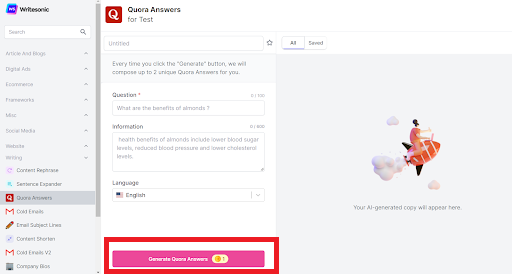 Writesonic
Search
Article And Blogs
Digital Ads
Ecommerce
Frameworks
Misc
Social Media
Website
Writing
Content Rephrase
Sentence Expander
Quora Answers
Cold Emails
Email Subject Lines
Content Shorten
Cold Emails V2
Company Bios
Quora Answers
for Test
Untitled
Every time you click the "Generate" button, we will
compose up to 2 unique Quora Answers for you.
Question *
0 / 100
What are the benefits of almonds ?
Information
0 / 600
health benefits of almonds include lower blood sugar
levels, reduced blood pressure and lower cholesterol
levels.
Language
English
Generate Quora Answers 1
All
Saved
Your AI-generated copy will appear here.